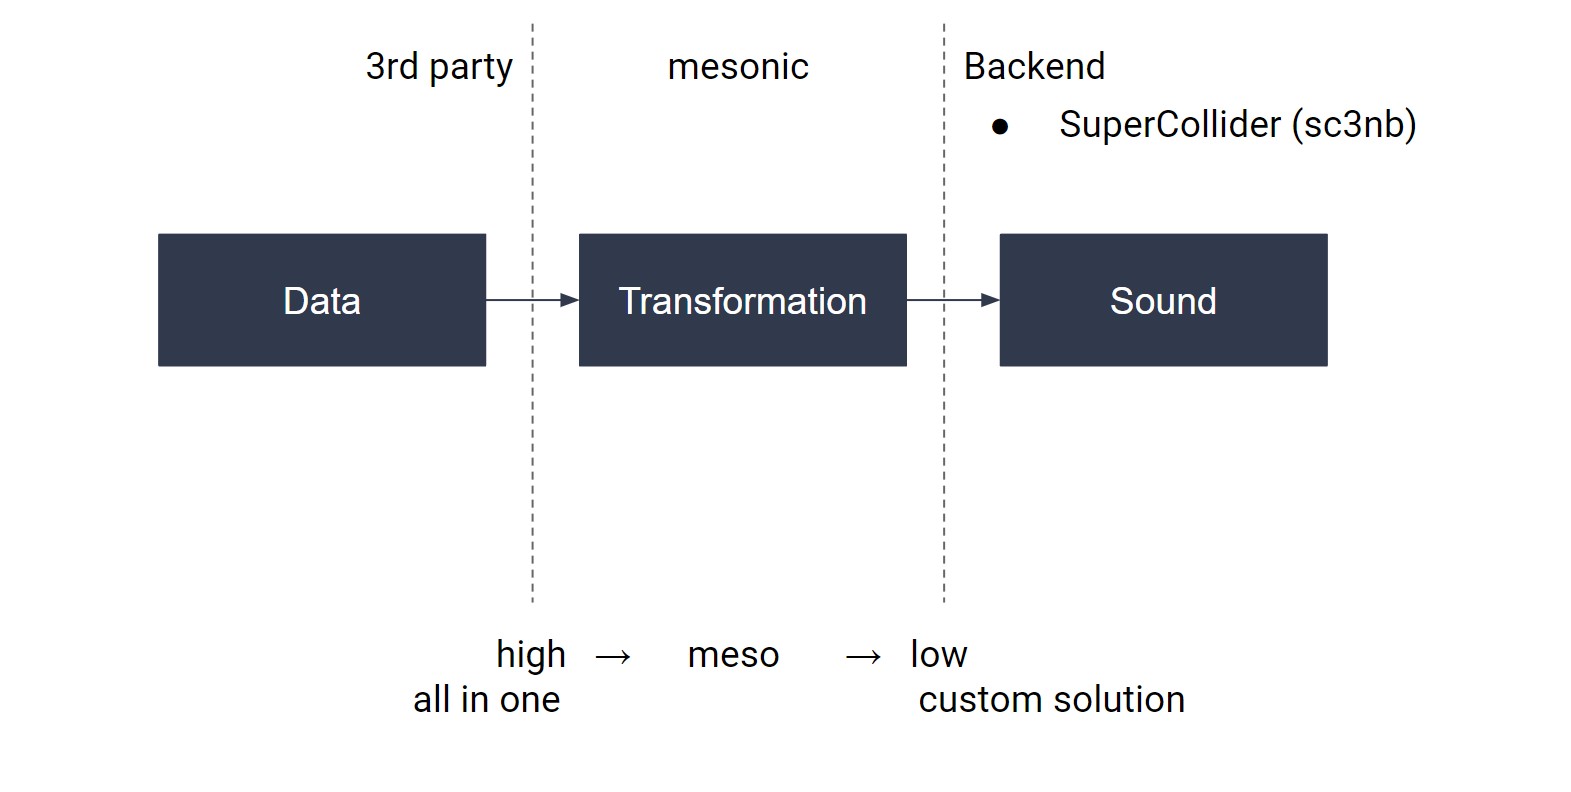 3rd party
mesonic
Backend
● SuperCollider (sc3nb)
Data
Transformation
Sound
high → meso → low
all in one
custom solution